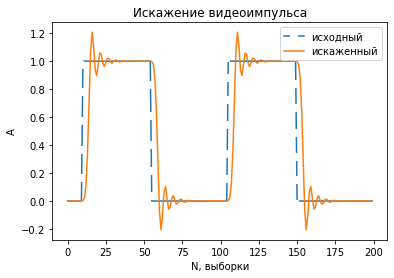 Искажение видеоимпульса
исходный
искаженный
A
1.2
1.0
0.8
0.6
0.4
0.2
0.0
−0.2
0 25 50 75 100 125 150 175 200
N, выборки